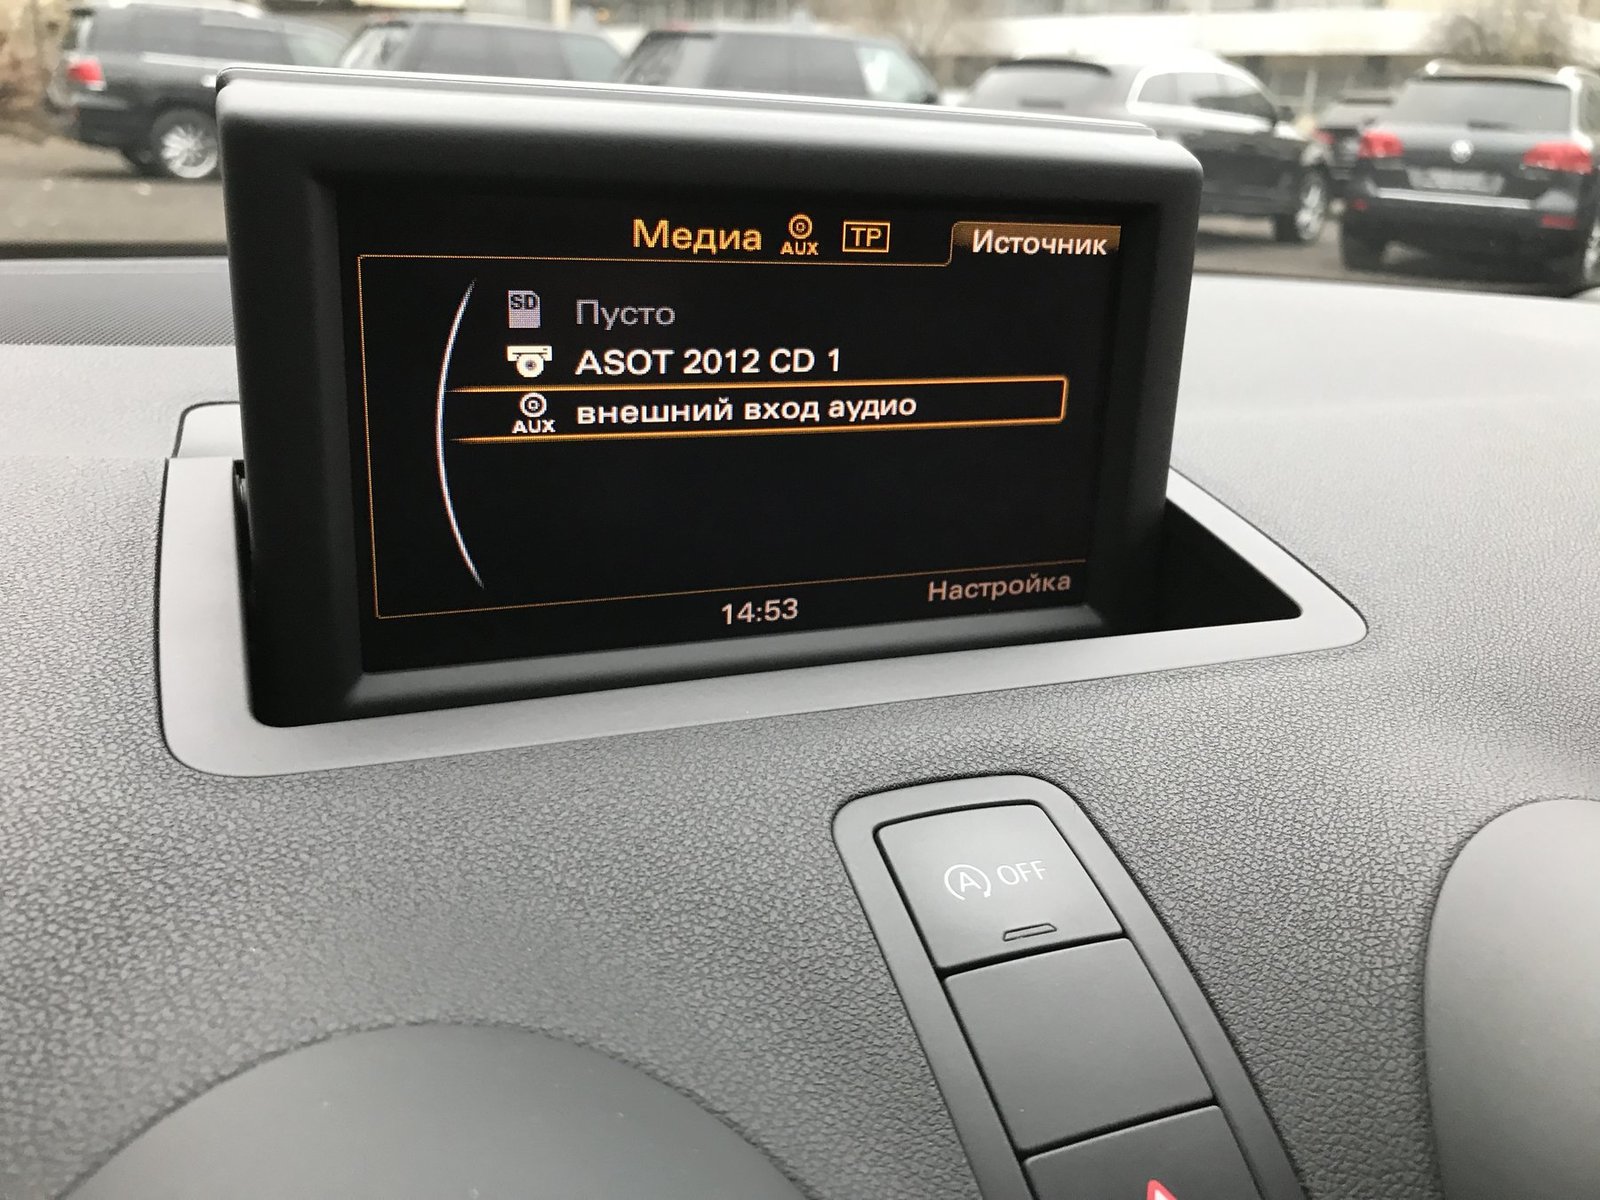 Медиа AUX TP Источник
SD Пусто
ASOT 2012 CD 1
AUX внешний вход аудио
14:53 Настройка
A OFF